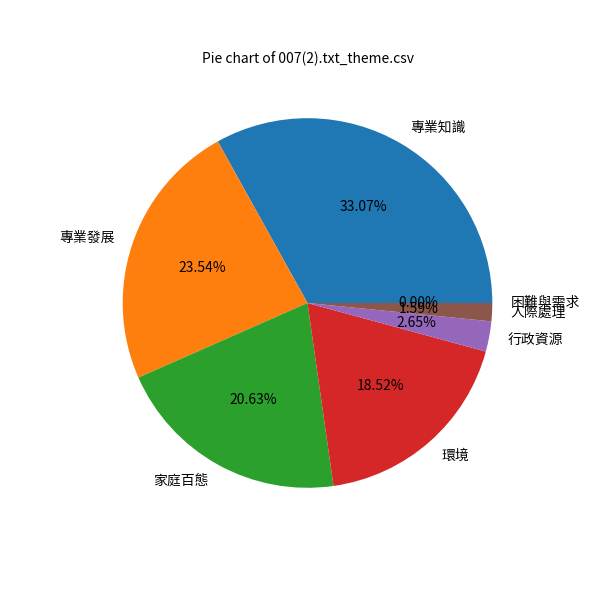 Pie chart of 007(2).txt_theme.csv
專業知識
33.07%
專業發展
23.54%
家庭百態
20.63%
環境
18.52%
行政資源
2.65%
人際處理
1.59%
困難與需求
0.00%